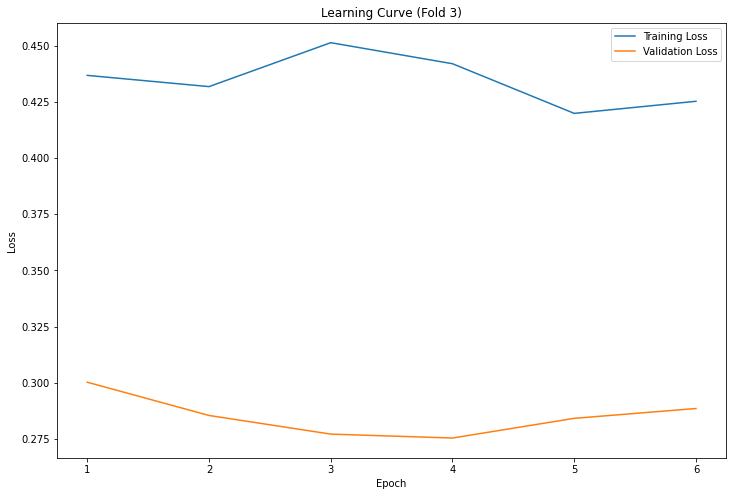 Learning Curve (Fold 3)
Training Loss
Validation Loss
0.450
0.425
0.400
0.375
0.350
0.325
0.300
0.275
Loss
1 2 3 4 5 6
Epoch